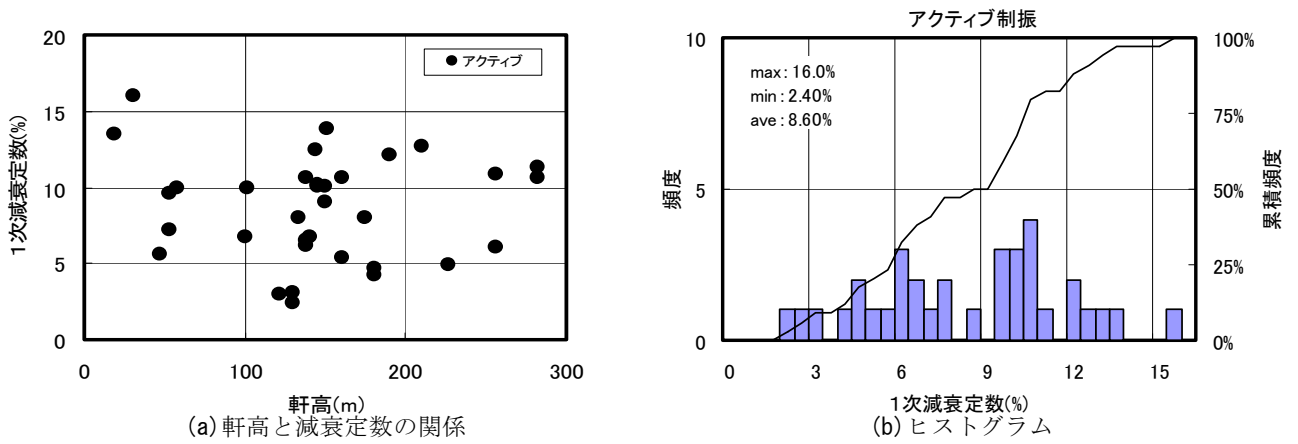 20
15
10
5
0
0 100 200 300
1次減衰定数(%)
軒高(m)
アクティブ
(a)軒高と減衰定数の関係
アクティブ制振
10
5
0
頻度
max：16.0%
min：2.40%
ave：8.60%
100%
75%
50%
25%
0%
累積頻度
0 3 6 9 12 15
1次減衰定数(%)
(b)ヒストグラム